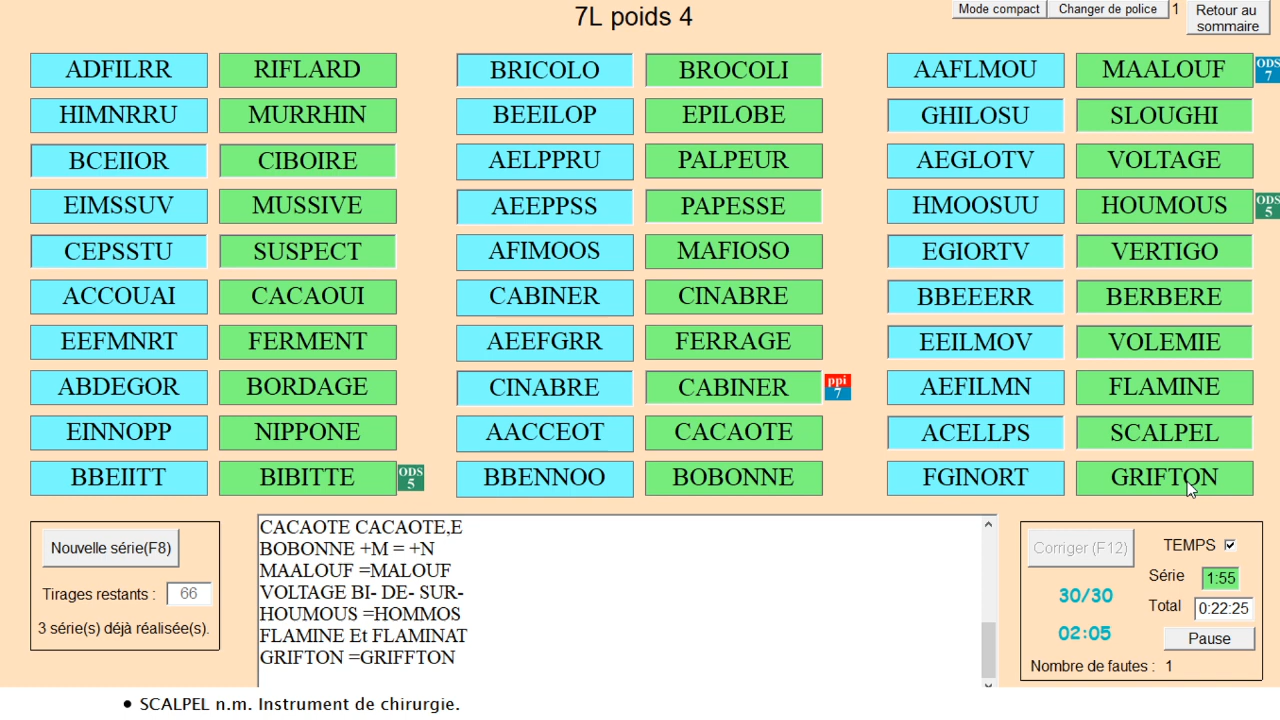 7L poids 4
Mode compact
Changer de police
1
Retour au
sommaire
ADFILRR RIFLARD
HIMNRRU MURRHIN
BCEIIOR CIBOIRE
EIMSSUV MUSSIVE
CEPSSTU SUSPECT
ACCOUAI CACAOUI
EEFMNRT FERMENT
ABDEGOR BORDAGE
EINNOPP NIPPONE
BBEIITT BIBITTE ODS 5
BRICOLO BROCOLI
BEEILOP EPILOBE
AELPPRU PALPEUR
AEEPPSS PAPESSE
AFIMOOS MAFIOSO
CABINER CINABRE
AEEFGRR FERRAGE
CINABRE CABINER ppi 7
AACCEOT CACAOTE
BBENNOO BOBONNE
AAFLMOU MAALOUF ODS 7
GHILOSU SLOUGHI
AEGLOTV VOLTAGE
HMOOSUU HOUMOUS ODS 5
EGIORTV VERTIGO
BBEEERR BERBERE
EEILMOV VOLEMIE
AEFILMN FLAMINE
ACELLPS SCALPEL
FGINORT GRIFTON
Nouvelle série(F8)
Tirages restants : 66
3 série(s) déjà réalisée(s).
CACAOTE CACAOTE,E
BOBONNE +M = +N
MAALOUF =MALOUF
VOLTAGE BI- DE- SUR-
HOUMOUS =HOMMOS
FLAMINE Et FLAMINAT
GRIFTON =GRIFFTON
Corriger (F12)
TEMPS
Série 1:55
30/30
Total 0:22:25
02:05
Pause
Nombre de fautes : 1
• SCALPEL n.m. Instrument de chirurgie.